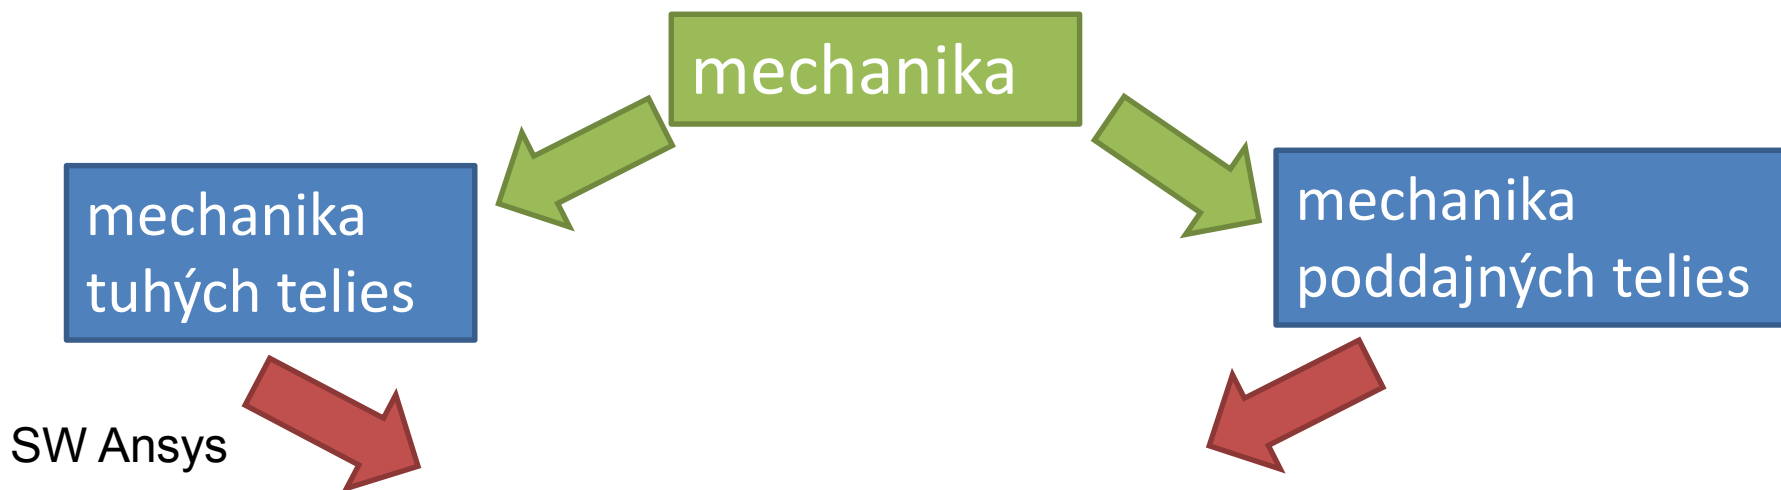 mechanika
mechanika
tuhých telies
mechanika
poddajných telies
SW Ansys